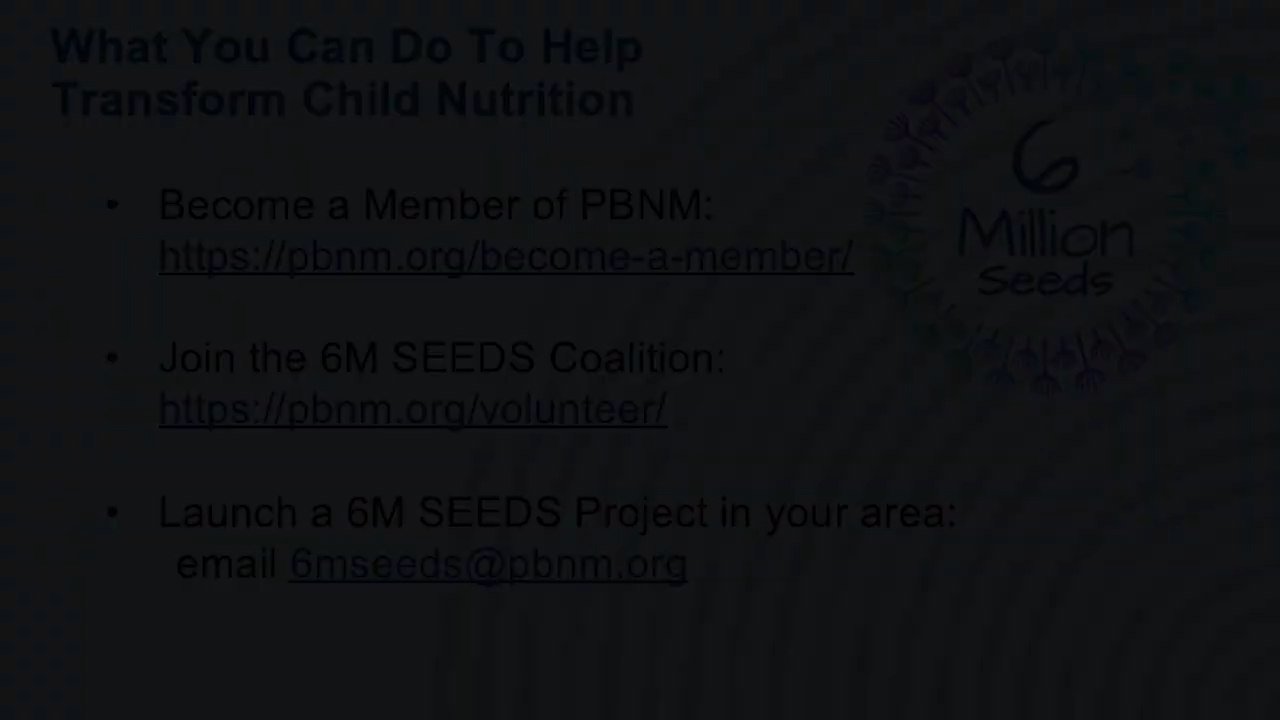 What You Can Do To Help
Transform Child Nutrition
6
Million
Seeds
• Become a Member of PBNM:
https://pbnm.org/become-a-member/
• Join the 6M SEEDS Coalition:
https://pbnm.org/volunteer/
• Launch a 6M SEEDS Project in your area:
email 6mseeds@pbnm.org